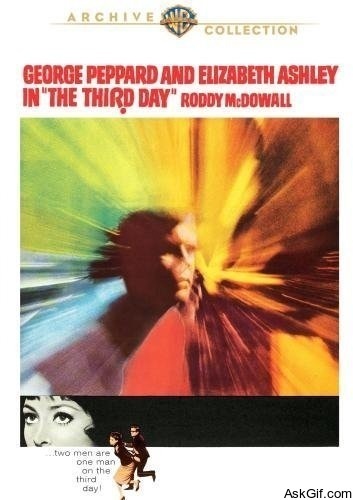 ARCHIVE WB COLLECTION
GEORGE PEPPARD AND ELIZABETH ASHLEY
IN "THE THIRD DAY" RODDY McDOWALL
...two men are
one man on
the third
day!
AskGif.com